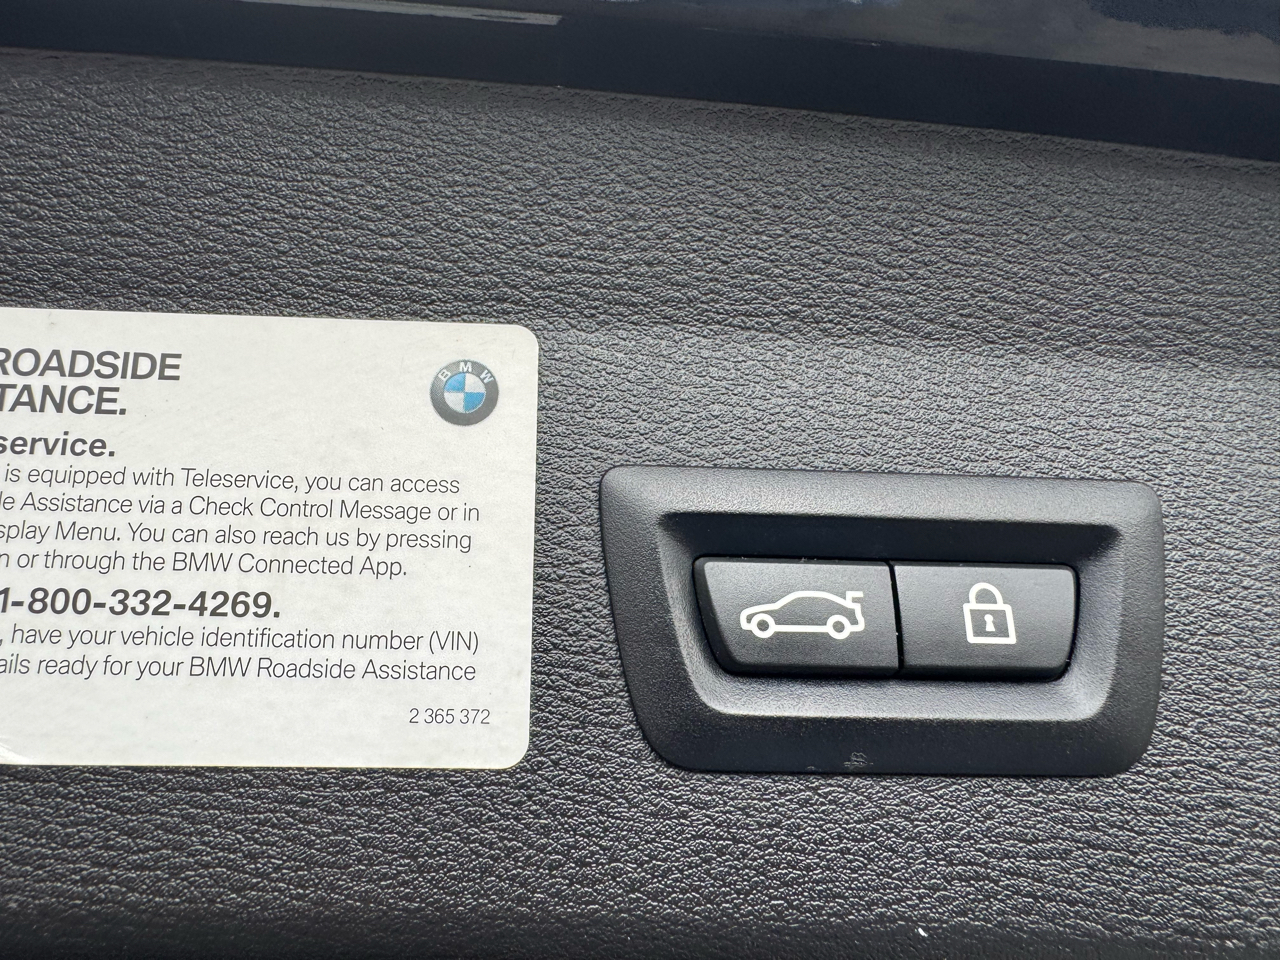 ROADSIDE
TANCE.
service.
is equipped with Teleservice, you can access
le Assistance via a Check Control Message or in
splay Menu. You can also reach us by pressing
n or through the BMW Connected App.
1-800-332-4269.
, have your vehicle identification number (VIN)
ails ready for your BMW Roadside Assistance
2 365 372
BMW